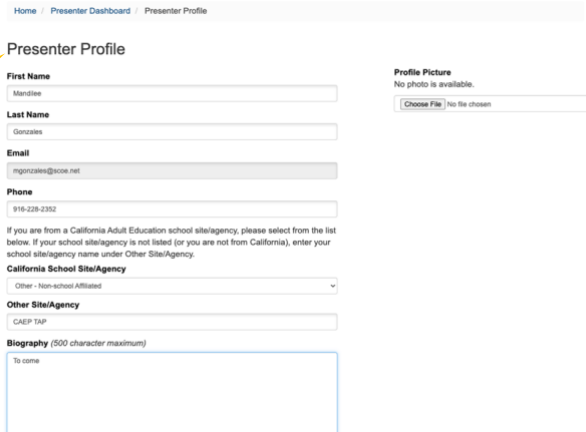 Home / Presenter Dashboard / Presenter Profile
Presenter Profile
First Name
Mandilee
Last Name
Gonzales
Email
mgonzales@scoe.net
Phone
916-228-2352
If you are from a California Adult Education school site/agency, please select from the list
below. If your school site/agency is not listed (or you are not from California), enter your
school site/agency name under Other Site/Agency.
California School Site/Agency
Other - Non-school Affiliated
Other Site/Agency
CAEP TAP
Biography (500 character maximum)
To come
Profile Picture
No photo is available.
Choose File No file chosen